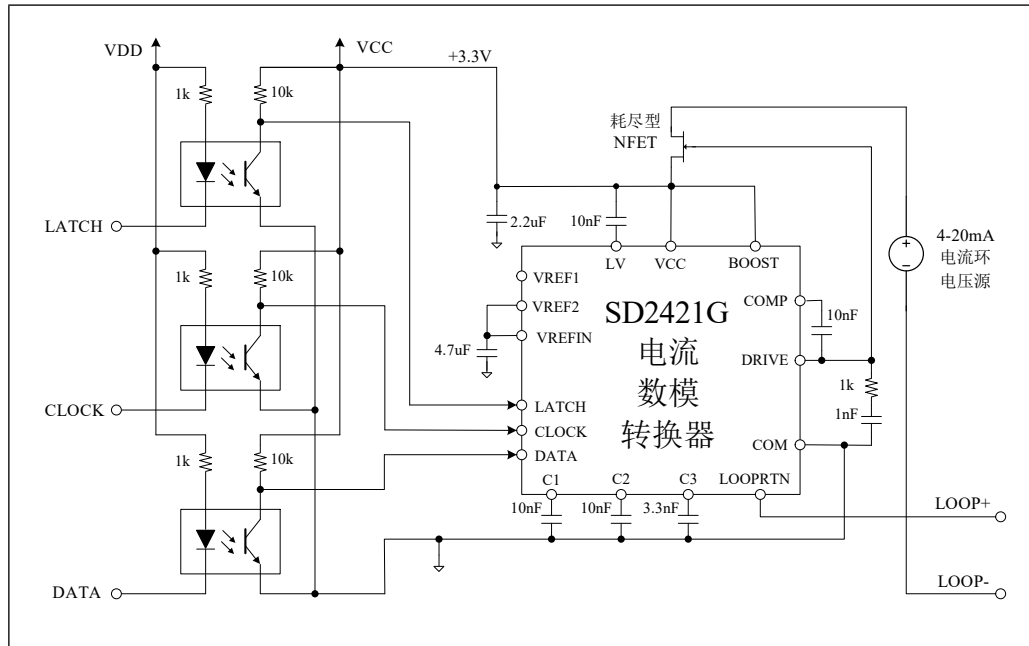 VDD
VCC
+3.3V
1k
10k
耗尽型
NFET
LATCH
2.2uF
10nF
4-20mA
电流环
电压源
LV
VCC
BOOST
1k
10k
VREF1
VREF2
VREFIN
4.7uF
SD2421G
电流
数模
转换器
COMP
10nF
DRIVE
1k
1nF
COM
CLOCK
LATCH
CLOCK
DATA
1k
10k
C1
C2
C3
LOOPRTN
10nF
10nF
3.3nF
LOOP+
DATA
LOOP-